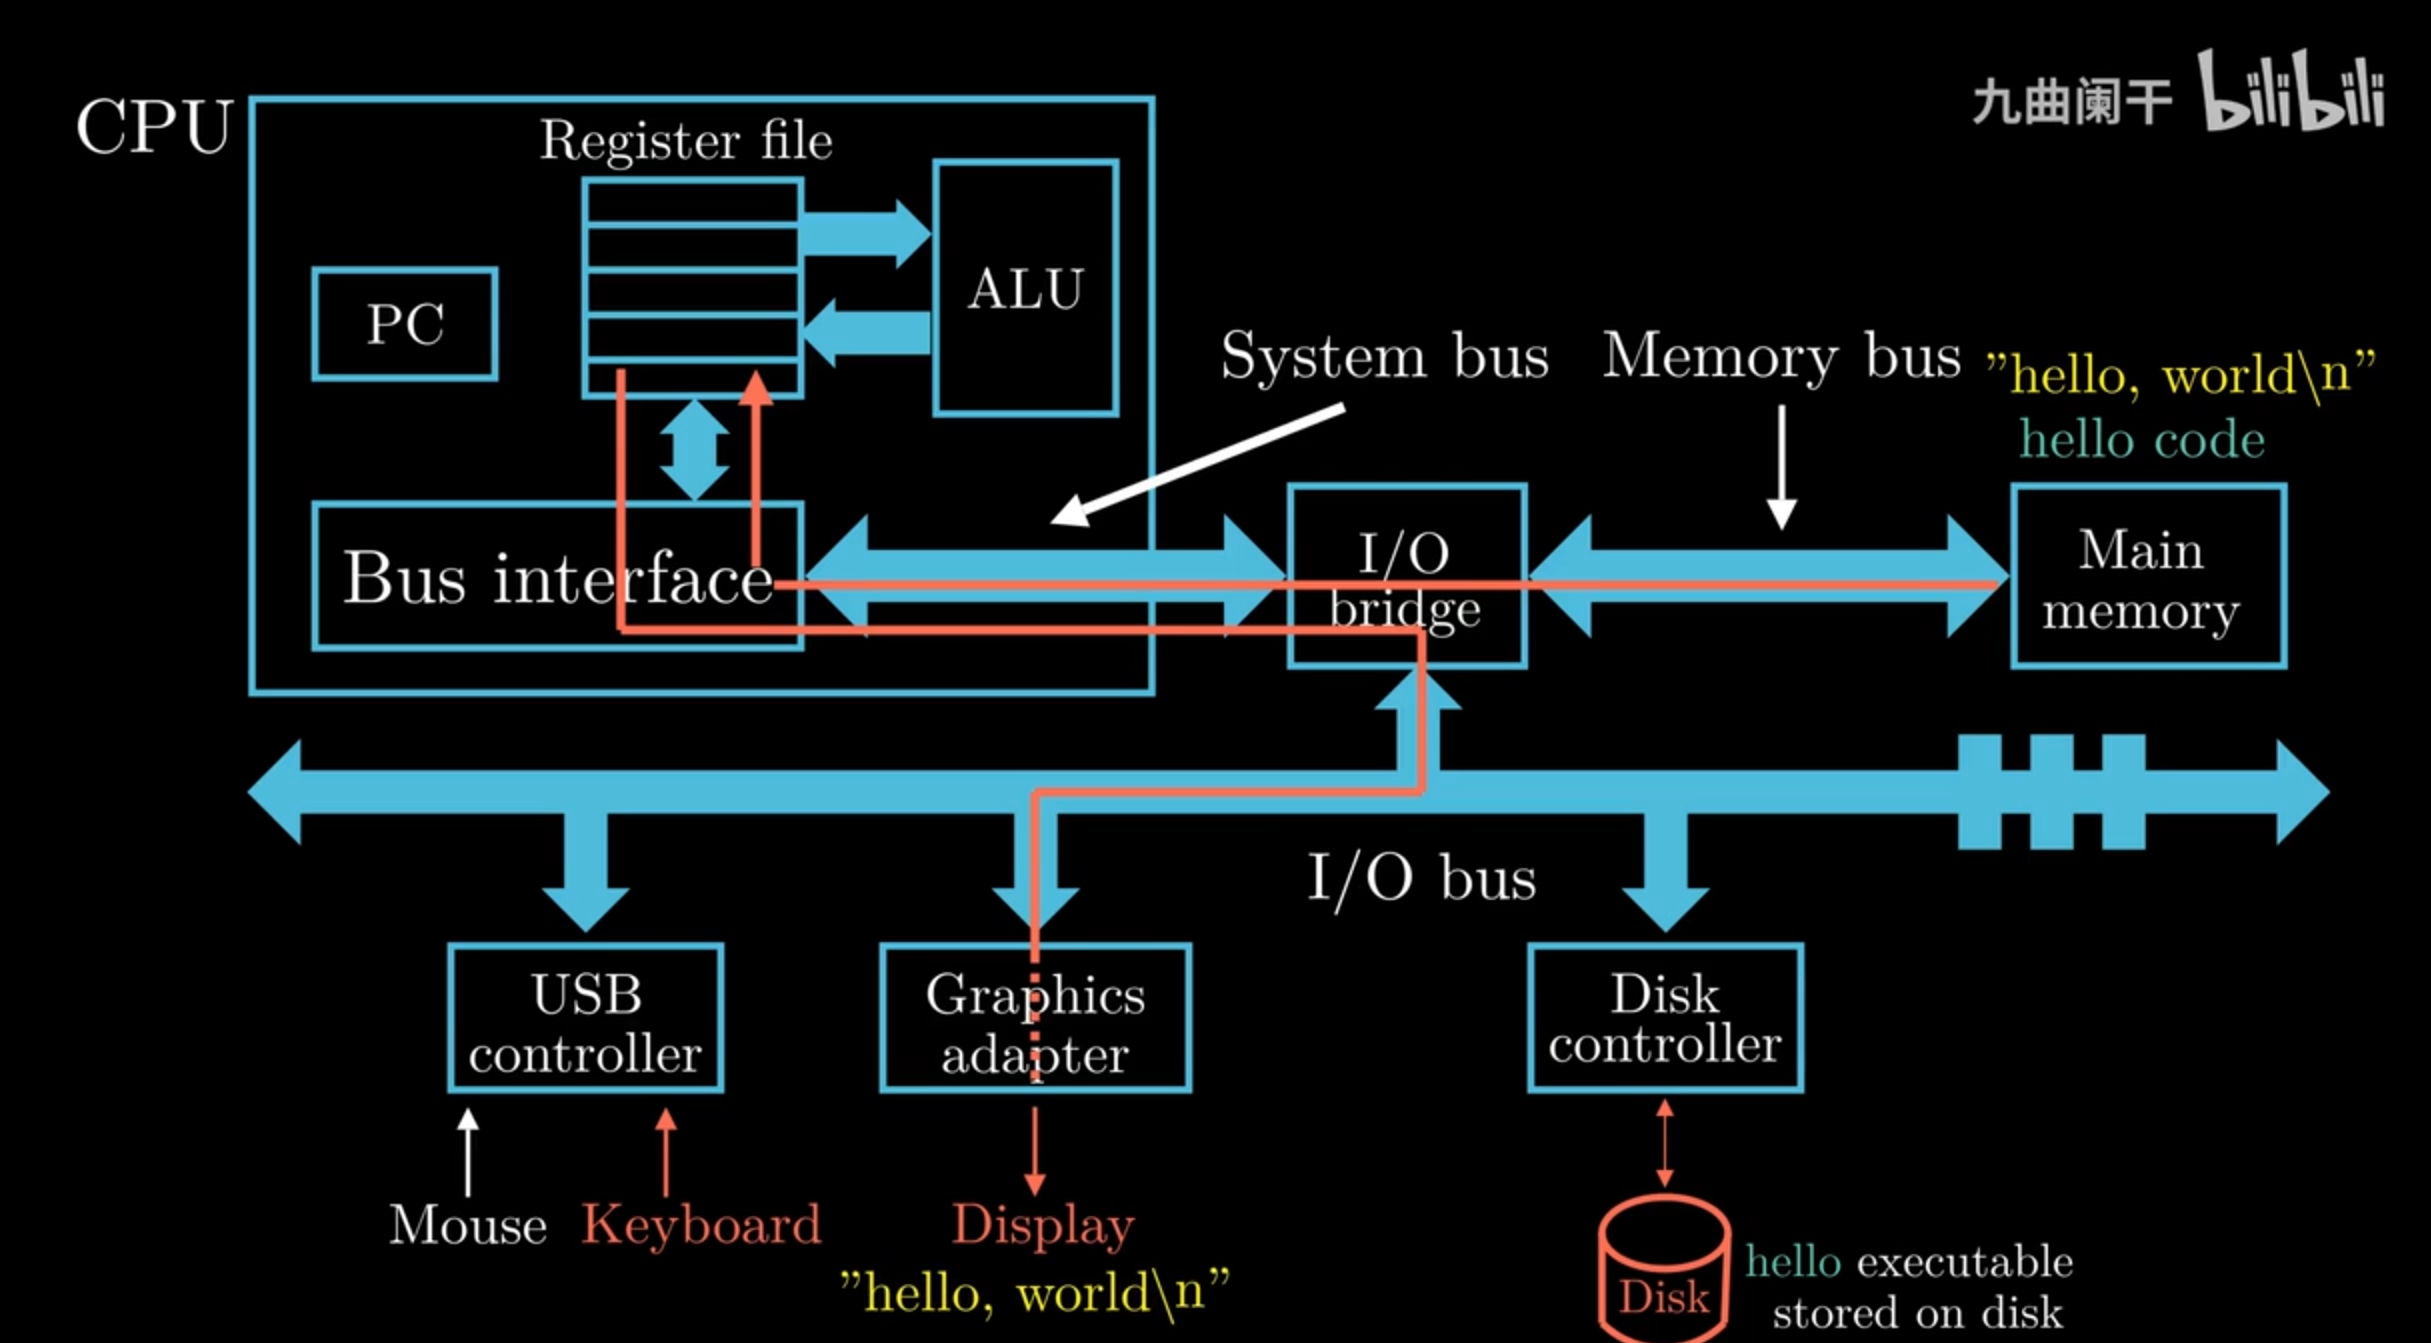 九曲阑干 bilibili
CPU
Register file
ALU
PC
System bus
Memory bus
"hello, world\n"
hello code
Bus interface
I/O
bridge
Main
memory
I/O bus
USB
controller
Graphics
adapter
Disk
controller
Mouse
Keyboard
Display
"hello, world\n"
Disk
hello executable
stored on disk